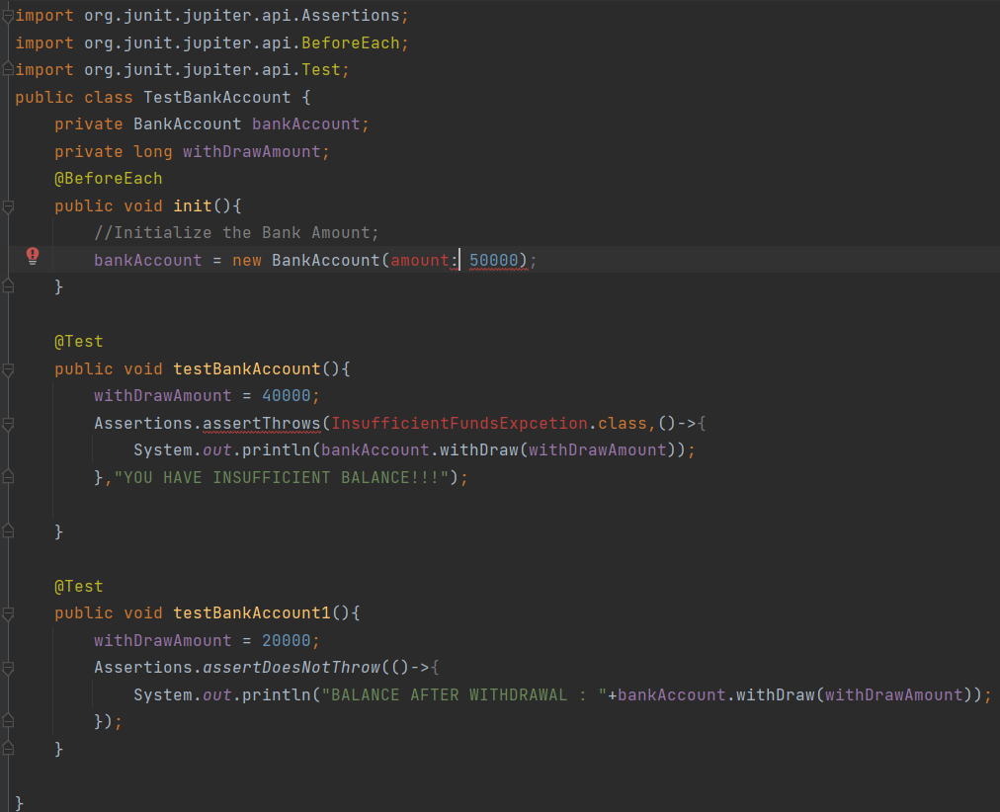 import org.junit.jupiter.api.Assertions;
import org.junit.jupiter.api.BeforeEach;
import org.junit.jupiter.api.Test;
public class TestBankAccount {
    private BankAccount bankAccount;
    private long withDrawAmount;
    @BeforeEach
    public void init(){
        //Initialize the Bank Amount;
        bankAccount = new BankAccount(amount: 50000);
    }

    @Test
    public void testBankAccount(){
        withDrawAmount = 40000;
        Assertions.assertThrows(InsufficientFundsExpcetion.class,()->{
            System.out.println(bankAccount.withDraw(withDrawAmount));
        },"YOU HAVE INSUFFICIENT BALANCE!!!");

    }

    @Test
    public void testBankAccount1(){
        withDrawAmount = 20000;
        Assertions.assertDoesNotThrow(()->{
            System.out.println("BALANCE AFTER WITHDRAWAL : "+bankAccount.withDraw(withDrawAmount));
        });
    }

}